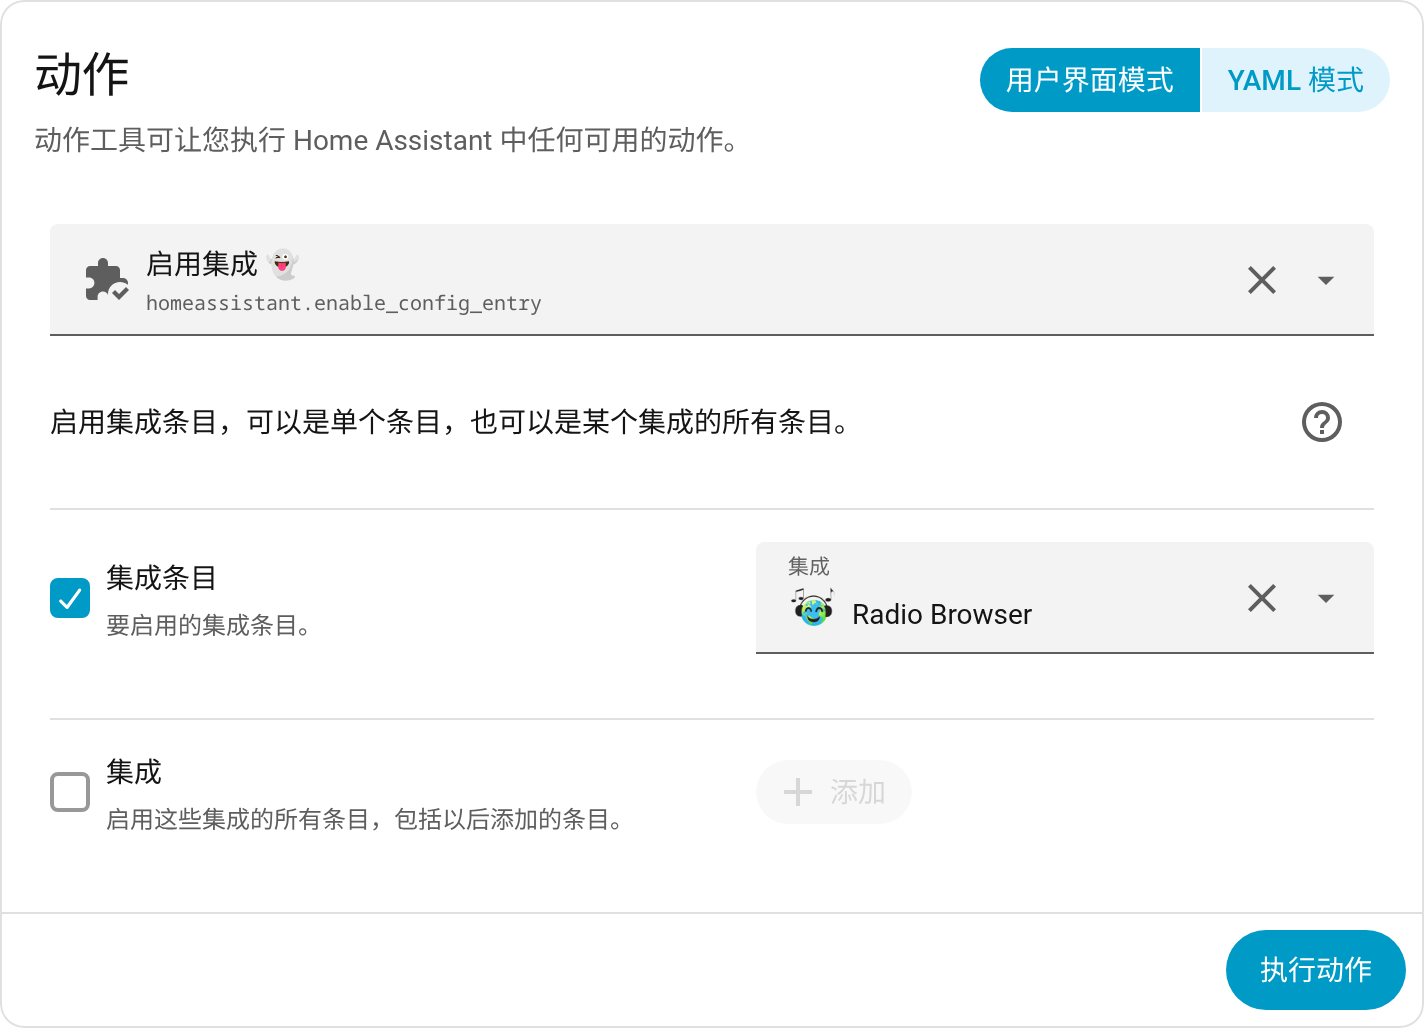 动作
用户界面模式
YAML 模式
动作工具可让您执行 Home Assistant 中任何可用的动作。
启用集成 👻
homeassistant.enable_config_entry
启用集成条目，可以是单个条目，也可以是某个集成的所有条目。
集成条目
要启用的集成条目。
集成
Radio Browser
集成
启用这些集成的所有条目，包括以后添加的条目。
添加
执行动作